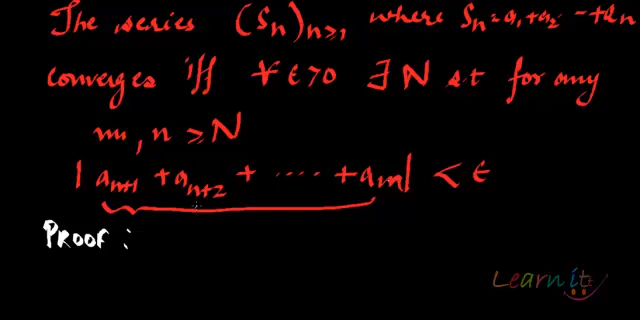 The series (Sn)n≥1 where Sn=a1+a2 - +an
converges iff ∀ ϵ>0 ∃ N s.t for any
m, n ≥ N
| an+1 + an+2 + ..... + am| < ϵ
PROOF :
Learnit